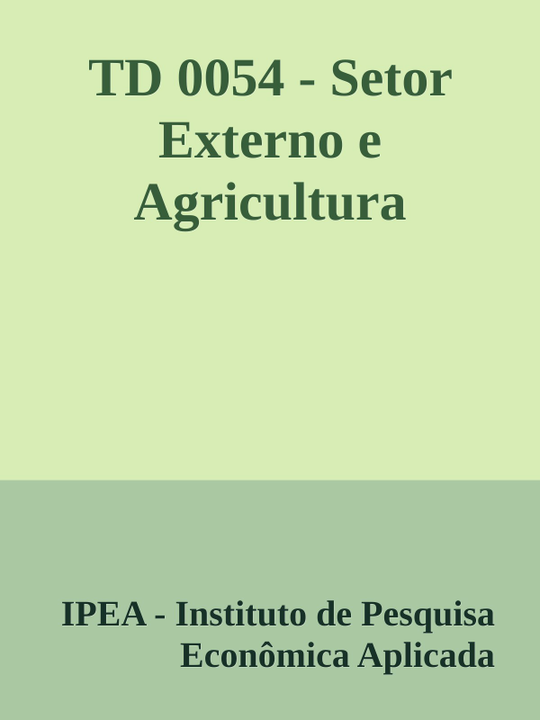 TD 0054 - Setor
Externo e
Agricultura
IPEA - Instituto de Pesquisa
Econômica Aplicada